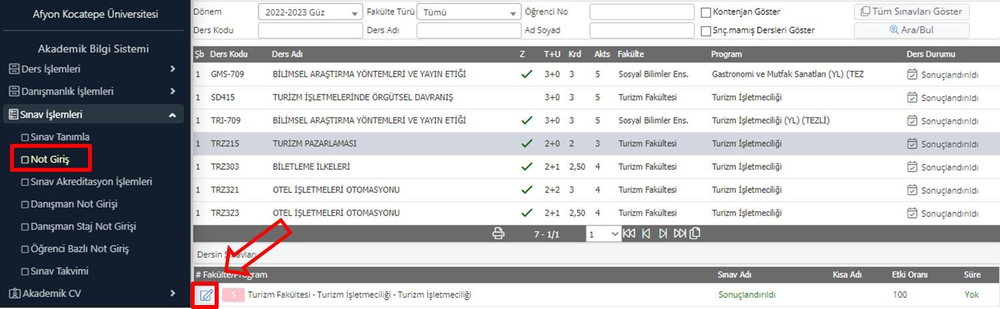 Afyon Kocatepe Üniversitesi
Akademik Bilgi Sistemi
Ders İşlemleri
Danışmanlık İşlemleri
Sınav İşlemleri
Sınav Tanımla
Not Giriş
Sınav Akreditasyon İşlemleri
Danışman Not Girişi
Danışman Staj Not Girişi
Öğrenci Bazlı Not Giriş
Sınav Takvimi
Akademik CV
Dönem 2022-2023 Güz Fakülte Türü Tümü Öğrenci No Kontenjan Göster Tüm Sınavları Göster
Ders Kodu Ders Adı Ad Soyad Snç.mamış Dersleri Göster Ara/Bul
Şb Ders Kodu Ders Adı Z T+U Krd Akts Fakülte Program Ders Durumu
1 GMS-709 BİLİMSEL ARAŞTIRMA YÖNTEMLERİ VE YAYIN ETİĞİ 3+0 3 5 Sosyal Bilimler Ens. Gastronomi ve Mutfak Sanatları (YL) (TEZ Sonuçlandırıldı
1 SD415 TURİZM İŞLETMELERİNDE ÖRGÜTSEL DAVRANIŞ 3+0 3 5 Turizm Fakültesi Turizm İşletmeciliği Sonuçlandırıldı
1 TRI-709 BİLİMSEL ARAŞTIRMA YÖNTEMLERİ VE YAYIN ETİĞİ 3+0 3 5 Sosyal Bilimler Ens. Turizm İşletmeciliği (YL) (TEZLİ) Sonuçlandırıldı
1 TRZ215 TURİZM PAZARLAMASI 2+0 2 3 Turizm Fakültesi Turizm İşletmeciliği Sonuçlandırıldı
1 TRZ303 BİLETLEME İLKELERİ 2+1 2,50 4 Turizm Fakültesi Turizm İşletmeciliği Sonuçlandırıldı
1 TRZ321 OTEL İŞLETMELERİ OTOMASYONU 2+2 3 4 Turizm Fakültesi Turizm İşletmeciliği Sonuçlandırıldı
1 TRZ323 OTEL İŞLETMELERİ OTOMASYONU 2+1 2,50 4 Turizm Fakültesi Turizm İşletmeciliği Sonuçlandırıldı
7 - 1/1 1
Dersin Sınavları
# Fakülte/Program Sınav Adı Kısa Adı Etki Oranı Süre
S Turizm Fakültesi - Turizm İşletmeciliği - Turizm İşletmeciliği Sonuçlandırıldı 100 Yok